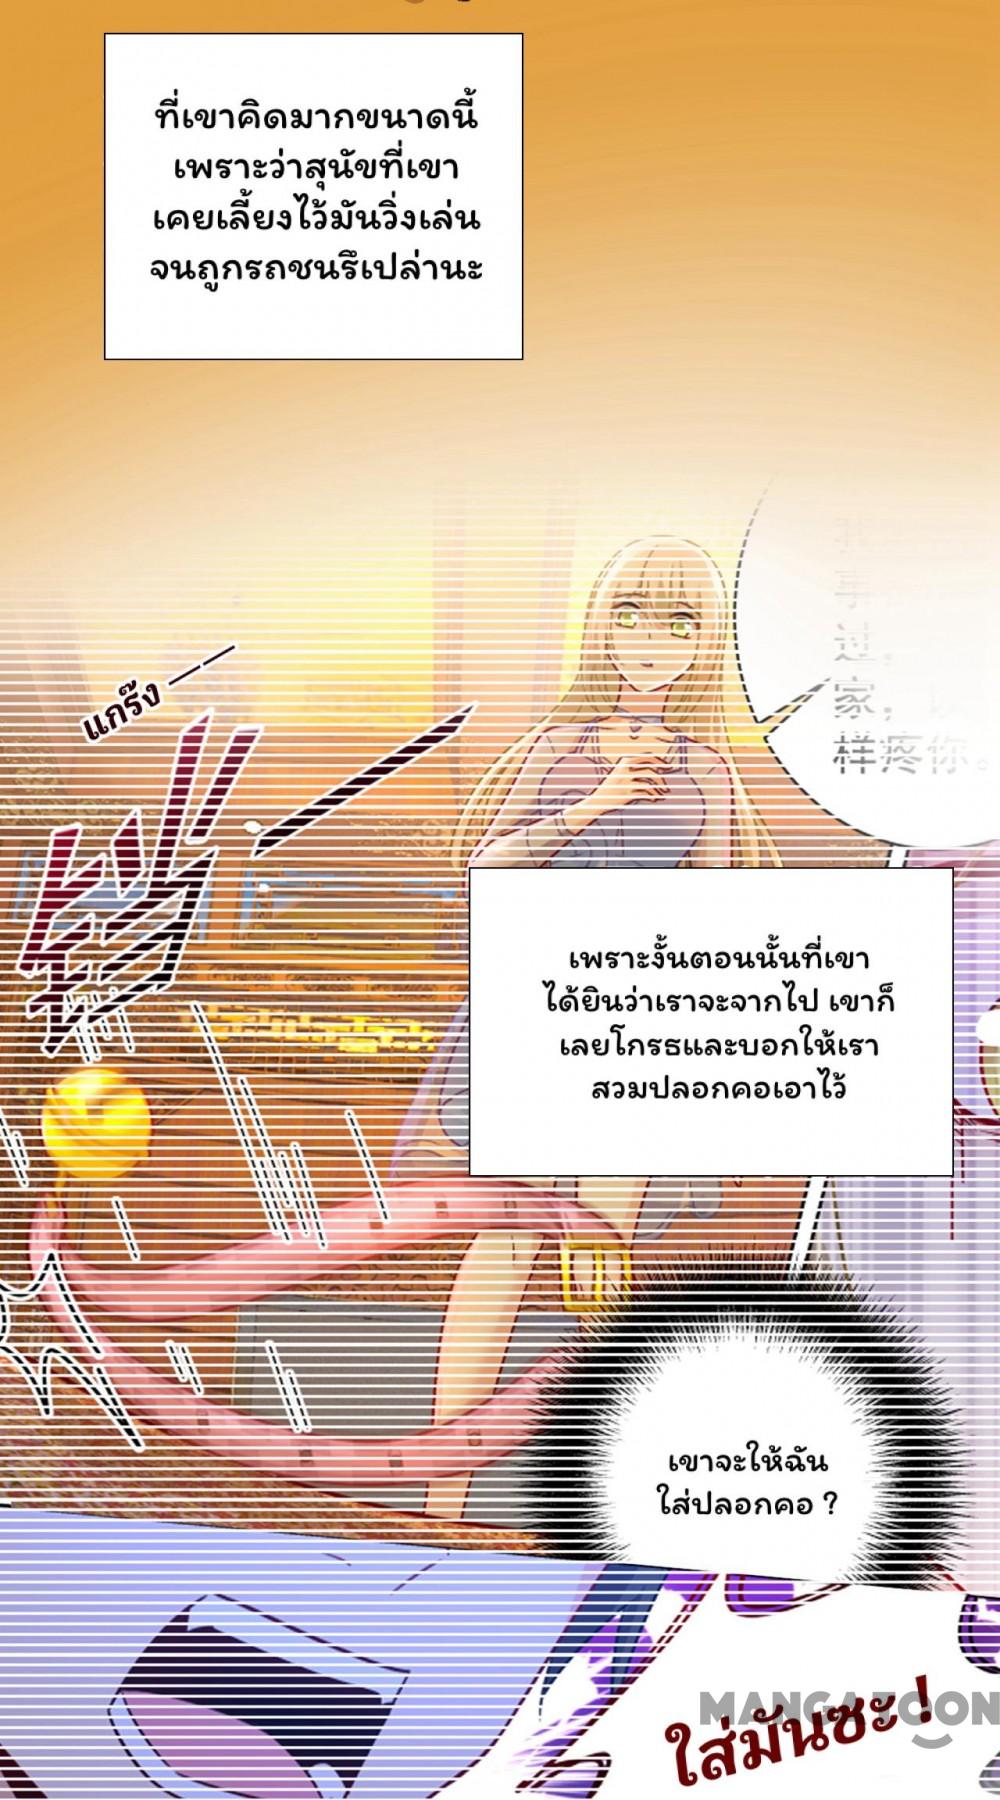 ที่เขาคิดมากขนาดนี้
เพราะว่าสุนัขที่เขา
เคยเลี้ยงไว้มันวิ่งเล่น
จนถูกรถชนรึเปล่านะ
家,
样疼你。
แกร๊ง ——
เพราะงั้นตอนนั้นที่เขา
ได้ยินว่าเราจะจากไป เขาก็
เลยโกรธและบอกให้เรา
สวมปลอกคอเอาไว้
เขาจะให้ฉัน
ใส่ปลอกคอ ?
MANGATOON
ใส่มันซะ !